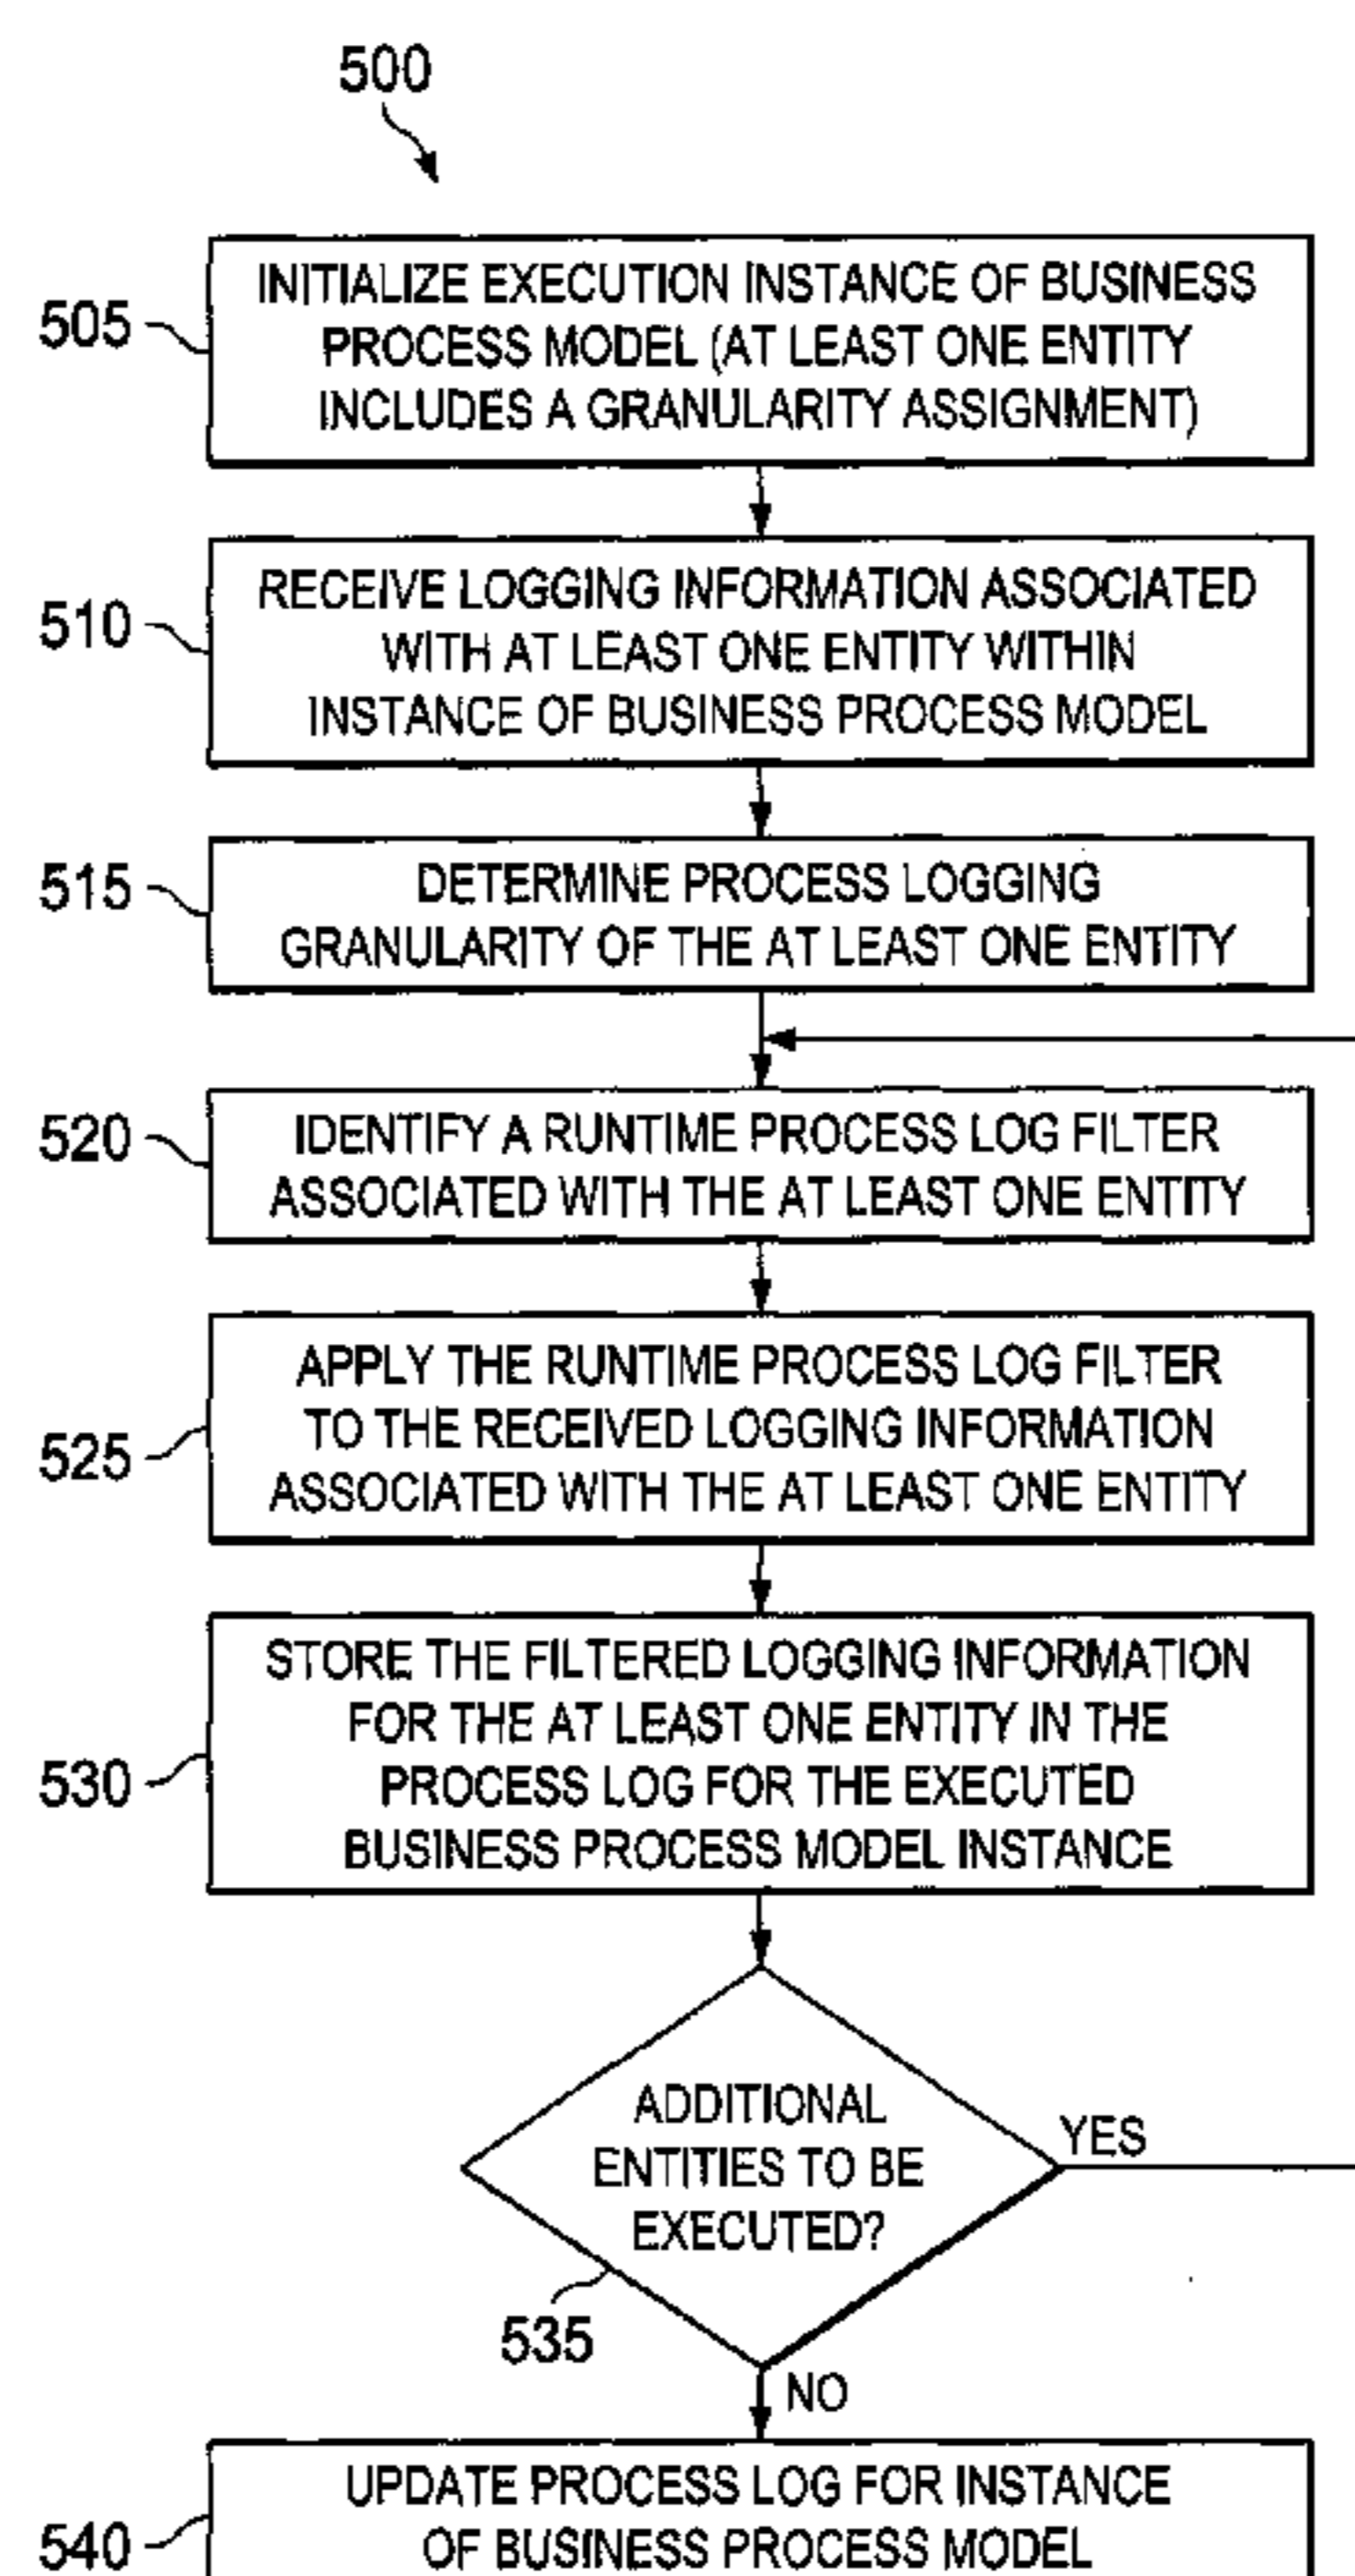 500
505
INITIALIZE EXECUTION INSTANCE OF BUSINESS
PROCESS MODEL (AT LEAST ONE ENTITY
INCLUDES A GRANULARITY ASSIGNMENT)
510
RECEIVE LOGGING INFORMATION ASSOCIATED
WITH AT LEAST ONE ENTITY WITHIN
INSTANCE OF BUSINESS PROCESS MODEL
515
DETERMINE PROCESS LOGGING
GRANULARITY OF THE AT LEAST ONE ENTITY
520
IDENTIFY A RUNTIME PROCESS LOG FILTER
ASSOCIATED WITH THE AT LEAST ONE ENTITY
525
APPLY THE RUNTIME PROCESS LOG FILTER
TO THE RECEIVED LOGGING INFORMATION
ASSOCIATED WITH THE AT LEAST ONE ENTITY
530
STORE THE FILTERED LOGGING INFORMATION
FOR THE AT LEAST ONE ENTITY IN THE
PROCESS LOG FOR THE EXECUTED
BUSINESS PROCESS MODEL INSTANCE
ADDITIONAL
ENTITIES TO BE
EXECUTED?
YES
535
NO
540
UPDATE PROCESS LOG FOR INSTANCE
OF BUSINESS PROCESS MODEL